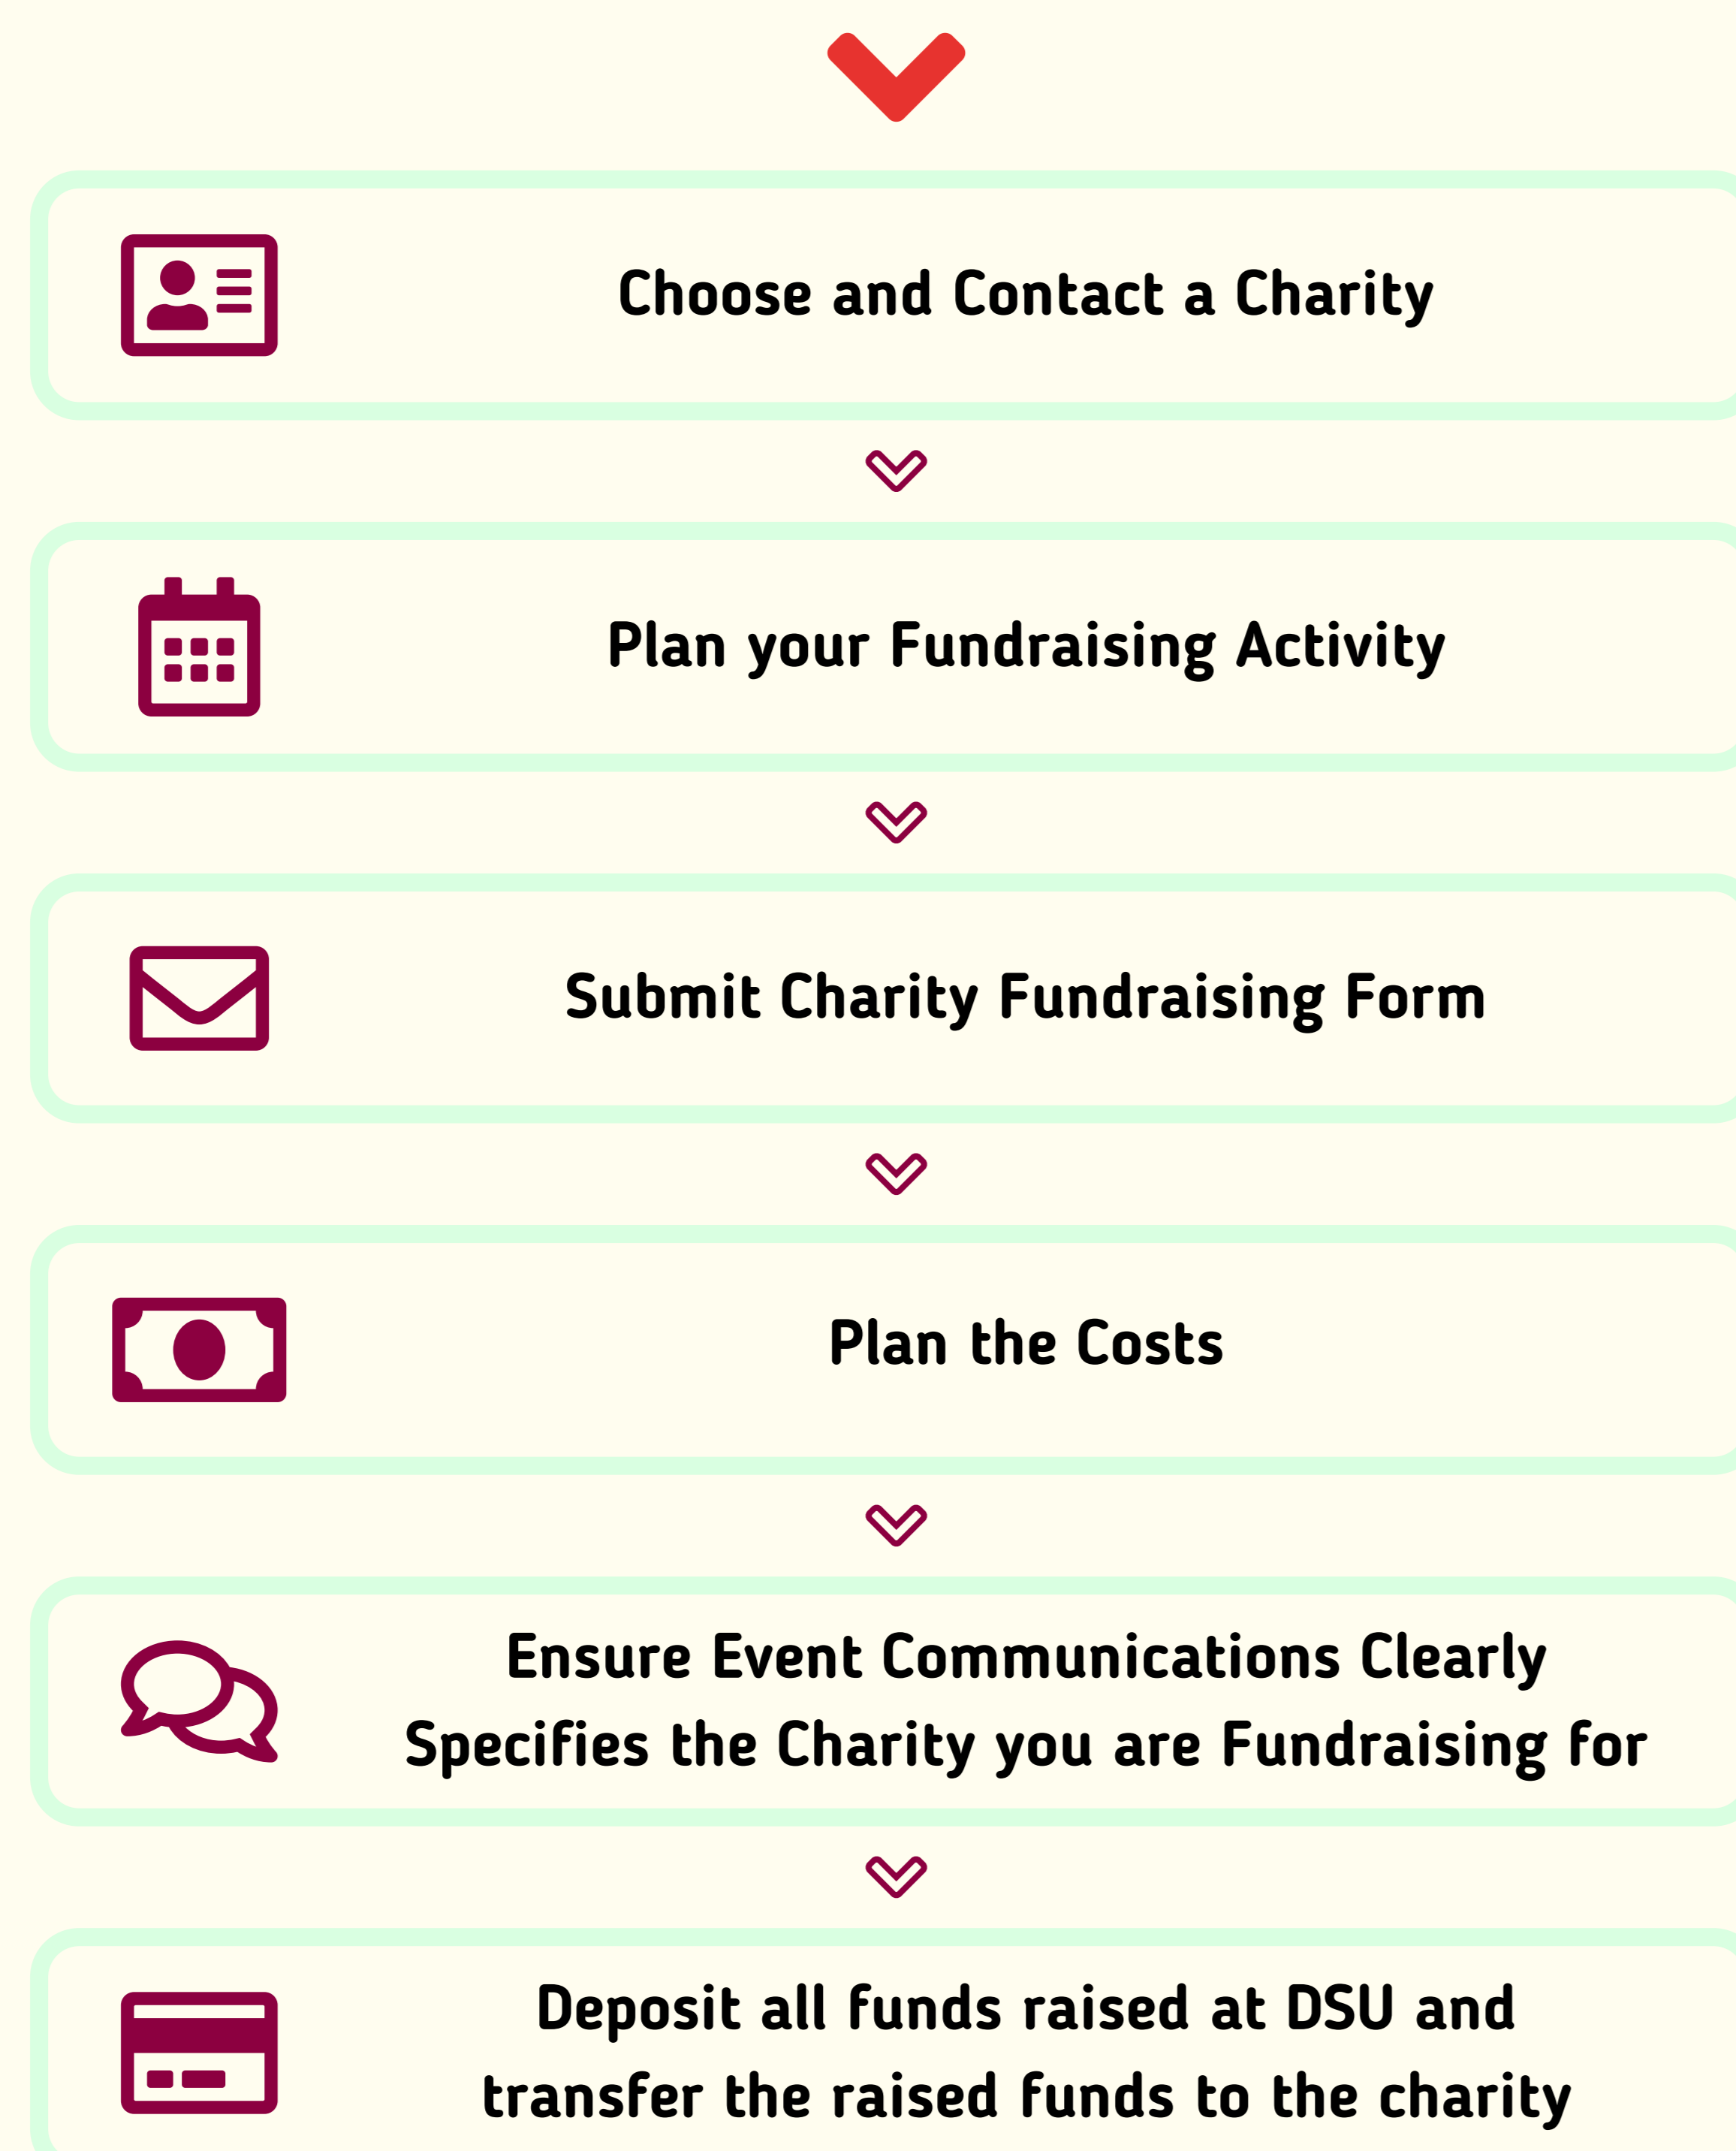 Choose and Contact a Charity
Plan your Fundraising Activity
Submit Charity Fundraising Form
Plan the Costs
Ensure Event Communications Clearly
Specifies the Charity you are Fundraising for
Deposit all funds raised at DSU and
transfer the raised funds to the charity